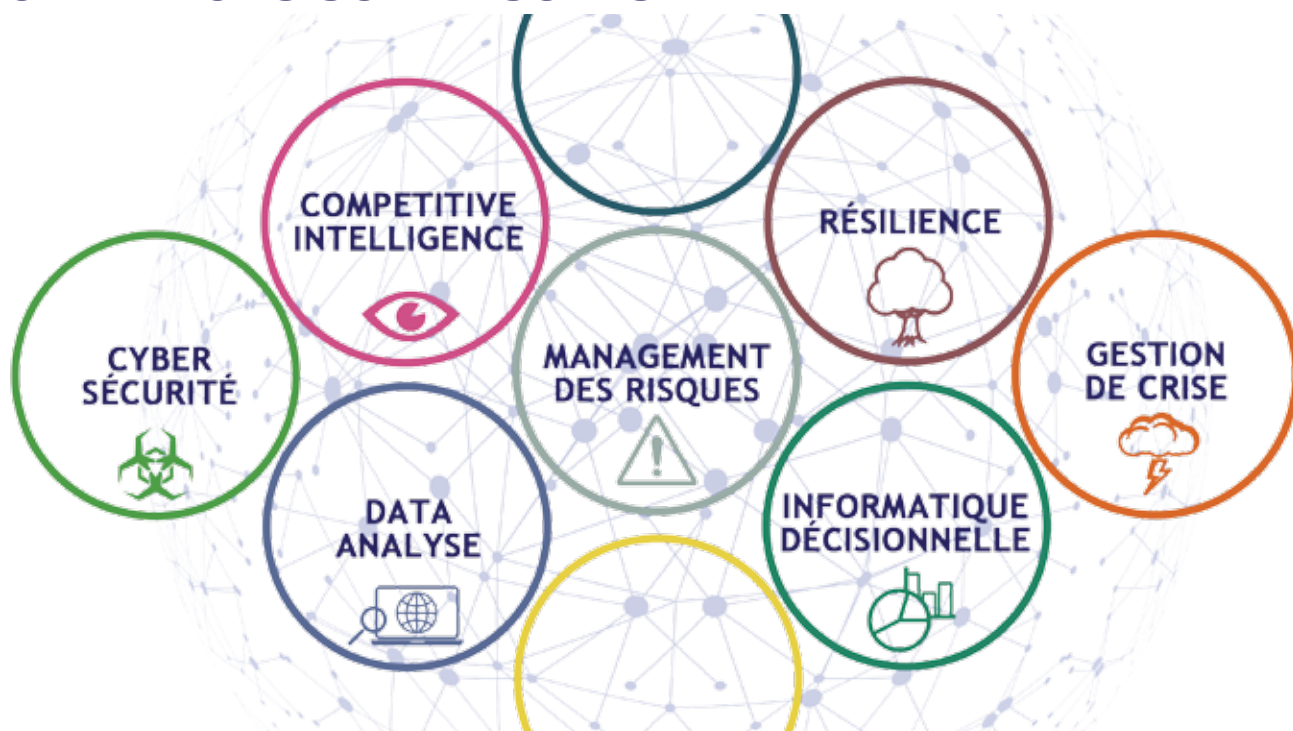 COMPETITIVE
INTELLIGENCE
RÉSILIENCE
CYBER
SÉCURITÉ
MANAGEMENT
DES RISQUES
GESTION
DE CRISE
DATA
ANALYSE
INFORMATIQUE
DÉCISIONNELLE